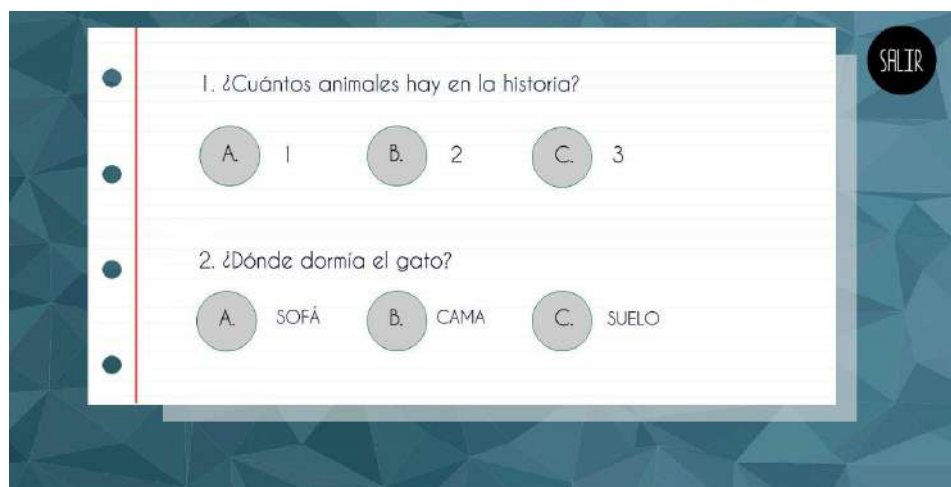 SALIR
1. ¿Cuántos animales hay en la historia?
A. 1 B. 2 C. 3
2. ¿Dónde dormía el gato?
A. SOFÁ B. CAMA C. SUELO